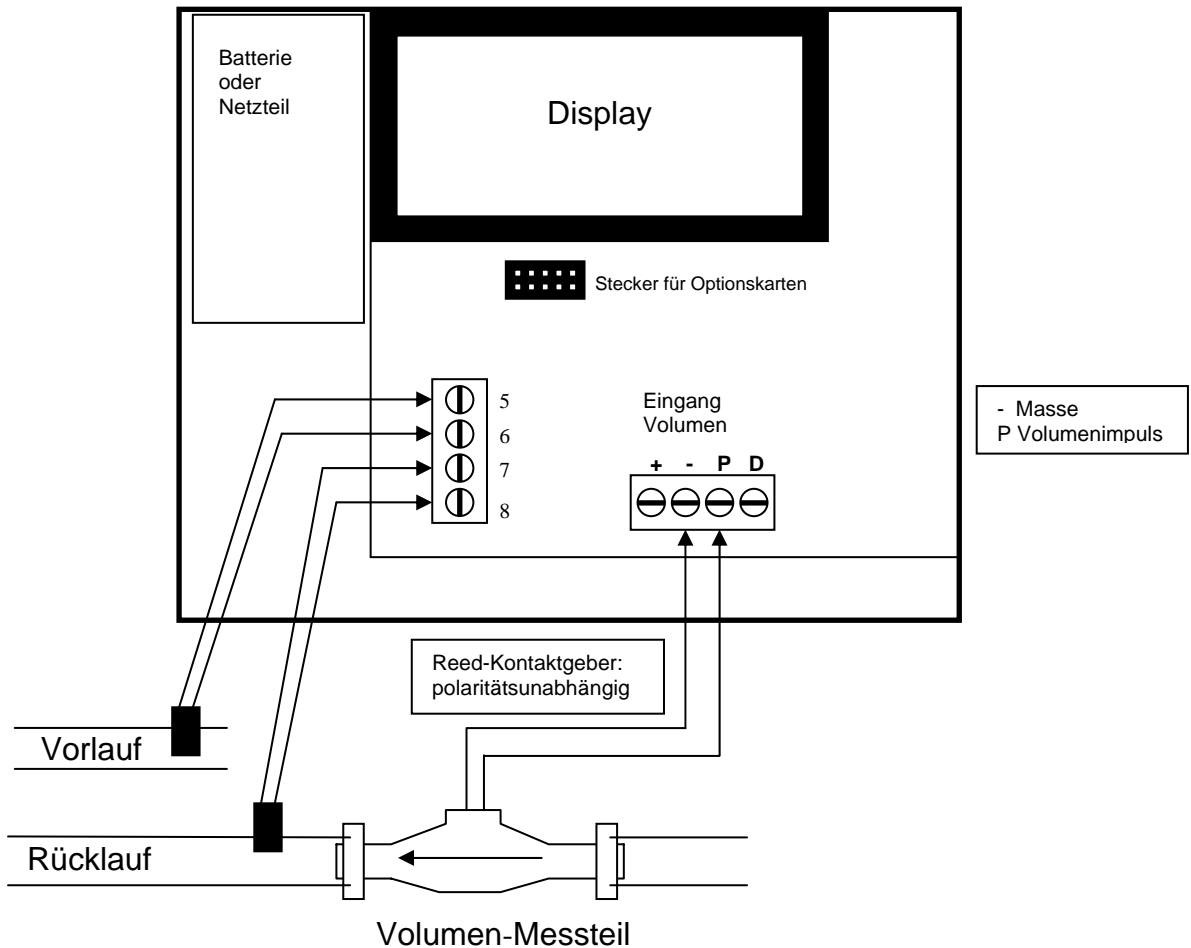 Batterie
oder
Netzteil
Display
Stecker für Optionskarten
5
6
7
8
Eingang
Volumen
+ - P D
- Masse
P Volumenimpuls
Reed-Kontaktgeber:
polaritätsunabhängig
Vorlauf
Rücklauf
Volumen-Messteil